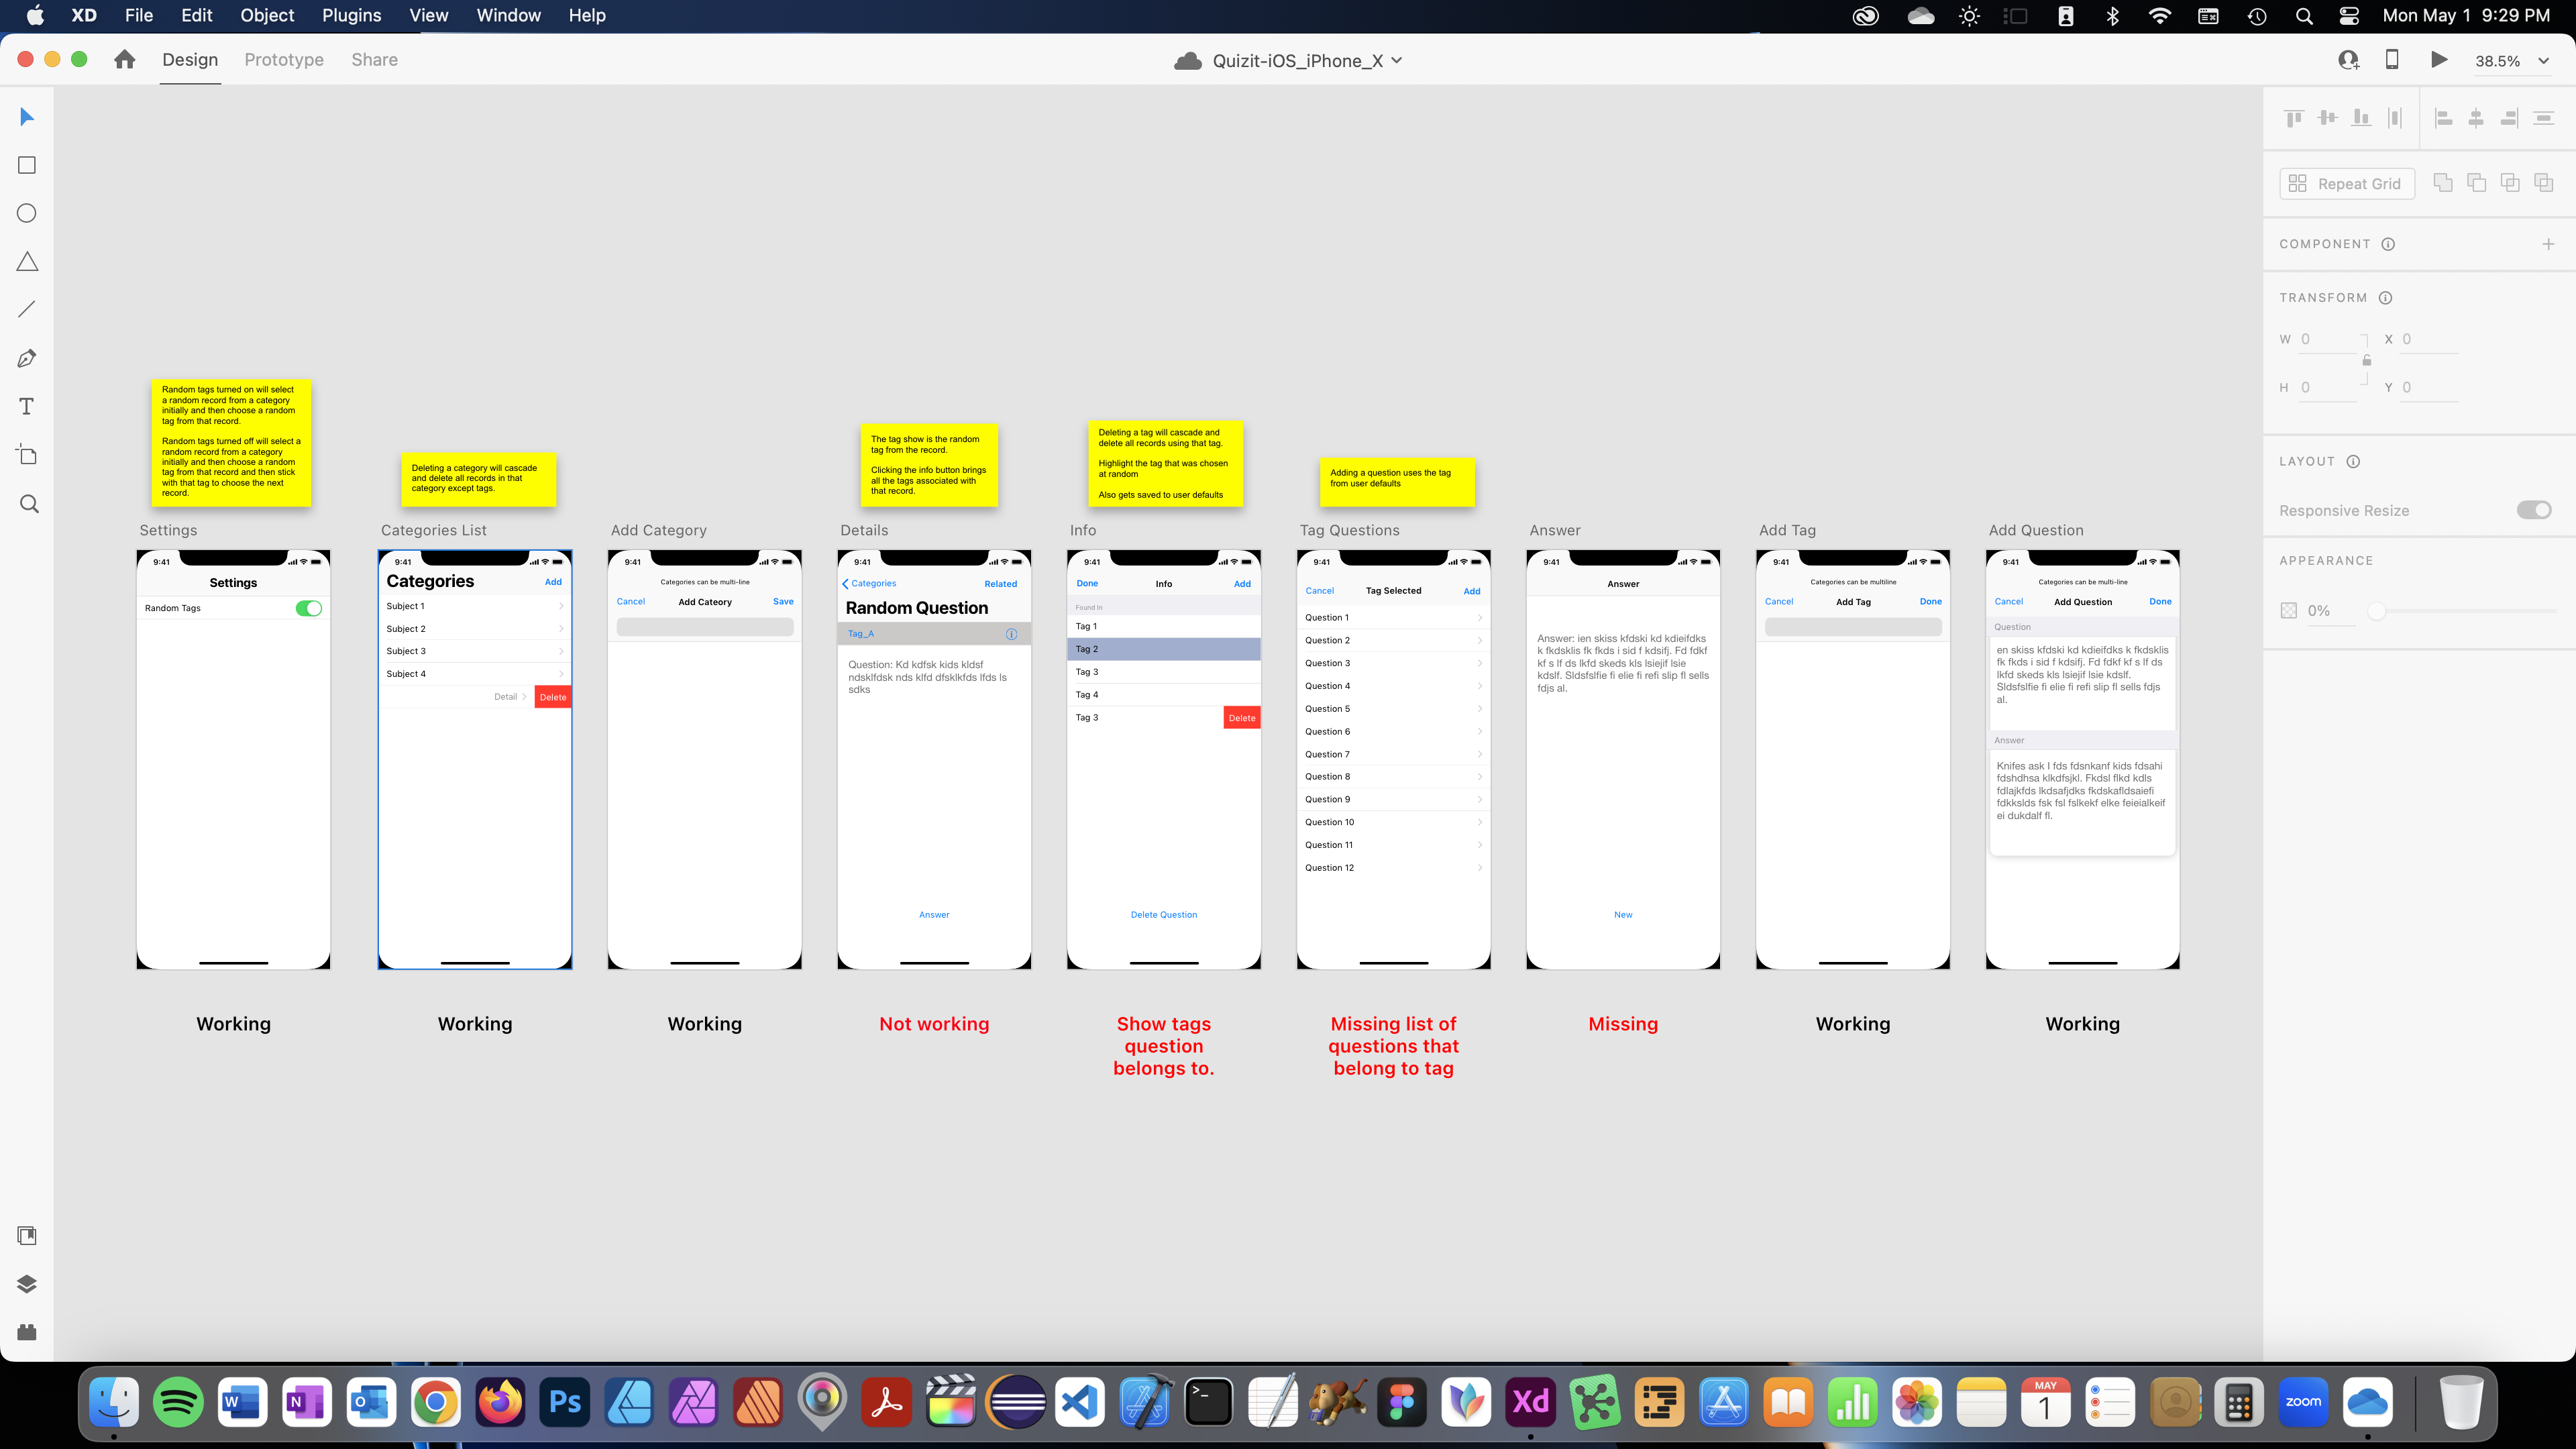 XD File Edit Object Plugins View Window Help
Mon May 1 9:29 PM
Design Prototype Share
Quizit-iOS_iPhone_X
38.5%
Repeat Grid
COMPONENT
TRANSFORM
W 0 X 0
H 0 Y 0
LAYOUT
Responsive Resize
APPEARANCE
0%
Random tags turned on will select
a random record from a category
initially and then choose a random
tag from that record.
Random tags turned off will select a
random record from a category
initially and then choose a random
tag from that record and then stick
with that tag to choose the next
record.
Settings
9:41
Settings
Random Tags
Working
Deleting a category will cascade
and delete all records in that
category except tags.
Categories List
9:41
Categories Add
Subject 1
Subject 2
Subject 3
Subject 4
Detail Delete
Working
Add Category
9:41
Categories can be multi-line
Cancel Add Cateory Save
Working
The tag show is the random
tag from the record.
Clicking the info button brings
all the tags associated with
that record.
Details
9:41
Categories Related
Random Question
Tag_A
Question: Kd kdfsk kids kldsf
ndsklfdsk nds klfd dfsklkfds lfds ls
sdks
Answer
Not working
Deleting a tag will cascade and
delete all records using that tag.
Highlight the tag that was chosen
at random
Also gets saved to user defaults
Info
9:41
Done Info Add
Found In
Tag 1
Tag 2
Tag 3
Tag 4
Tag 3 Delete
Delete Question
Show tags
question
belongs to.
Adding a question uses the tag
from user defaults
Tag Questions
9:41
Cancel Tag Selected Add
Question 1
Question 2
Question 3
Question 4
Question 5
Question 6
Question 7
Question 8
Question 9
Question 10
Question 11
Question 12
Missing list of
questions that
belong to tag
Answer
9:41
Answer
Answer: ien skiss kfdski kd kdieifdks
k fkdsklis fk fkds i sid f kdsifj. Fd fdkf
kf s lf ds lkfd skeds kls lsiejif lsie
kdslf. Sldsfslfie fi elie fi refi slip fl sells
fdjs al.
New
Missing
Add Tag
9:41
Categories can be multiline
Cancel Add Tag Done
Working
Add Question
9:41
Categories can be multi-line
Cancel Add Question Done
Question
en skiss kfdski kd kdieifdks k fkdsklis
fk fkds i sid f kdsifj. Fd fdkf kf s lf ds
lkfd skeds kls lsiejif lsie kdslf.
Sldsfslfie fi elie fi refi slip fl sells fdjs
al.
Answer
Knifes ask l fds fdsnkanf kids fdsahi
fdshdhsa klkdfsjkl. Fkdsl flkd kdls
fdlajkfds lkdsafjdks fkdskafldsaiefi
fdkkslds fsk fsl fslkekf elke feieialkeif
ei dukdalf fl.
Working
W N O Ps >_ Xd MAY 1 zoom